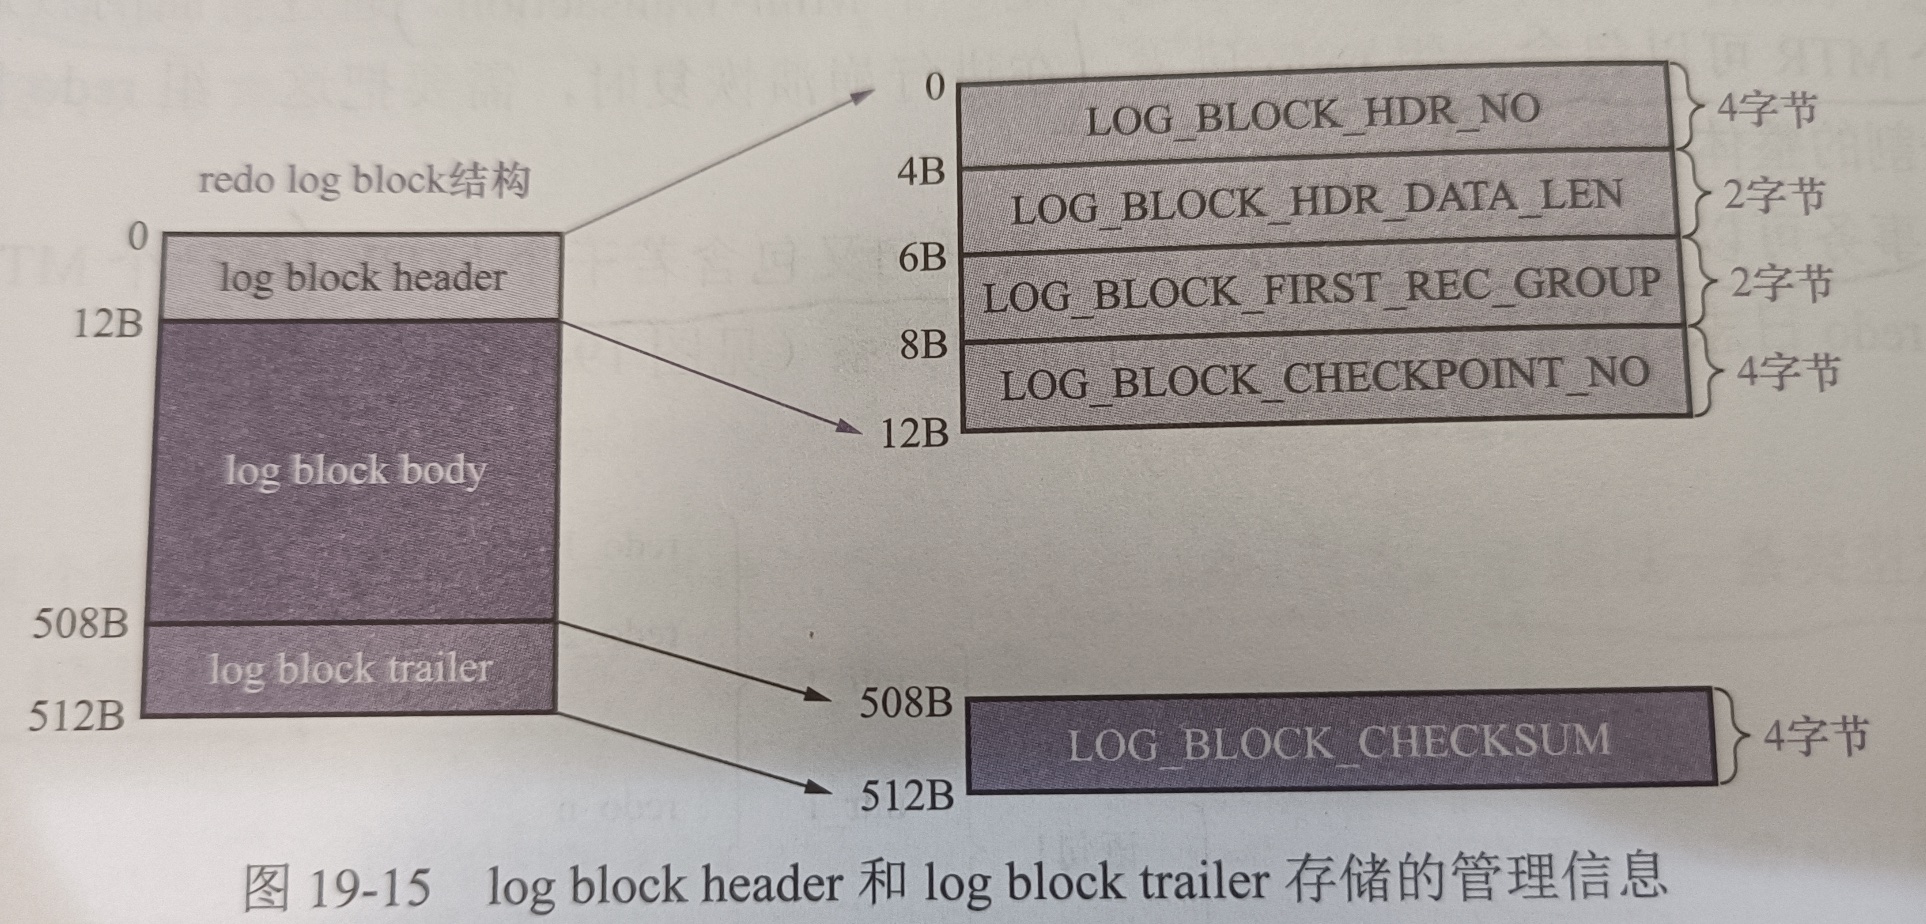 redo log block结构
0
log block header
12B
log block body
508B
log block trailer
512B
0
LOG_BLOCK_HDR_NO
4字节
4B
LOG_BLOCK_HDR_DATA_LEN
2字节
6B
LOG_BLOCK_FIRST_REC_GROUP
2字节
8B
LOG_BLOCK_CHECKPOINT_NO
4字节
12B
508B
LOG_BLOCK_CHECKSUM
4字节
512B
图 19-15 log block header 和 log block trailer 存储的管理信息